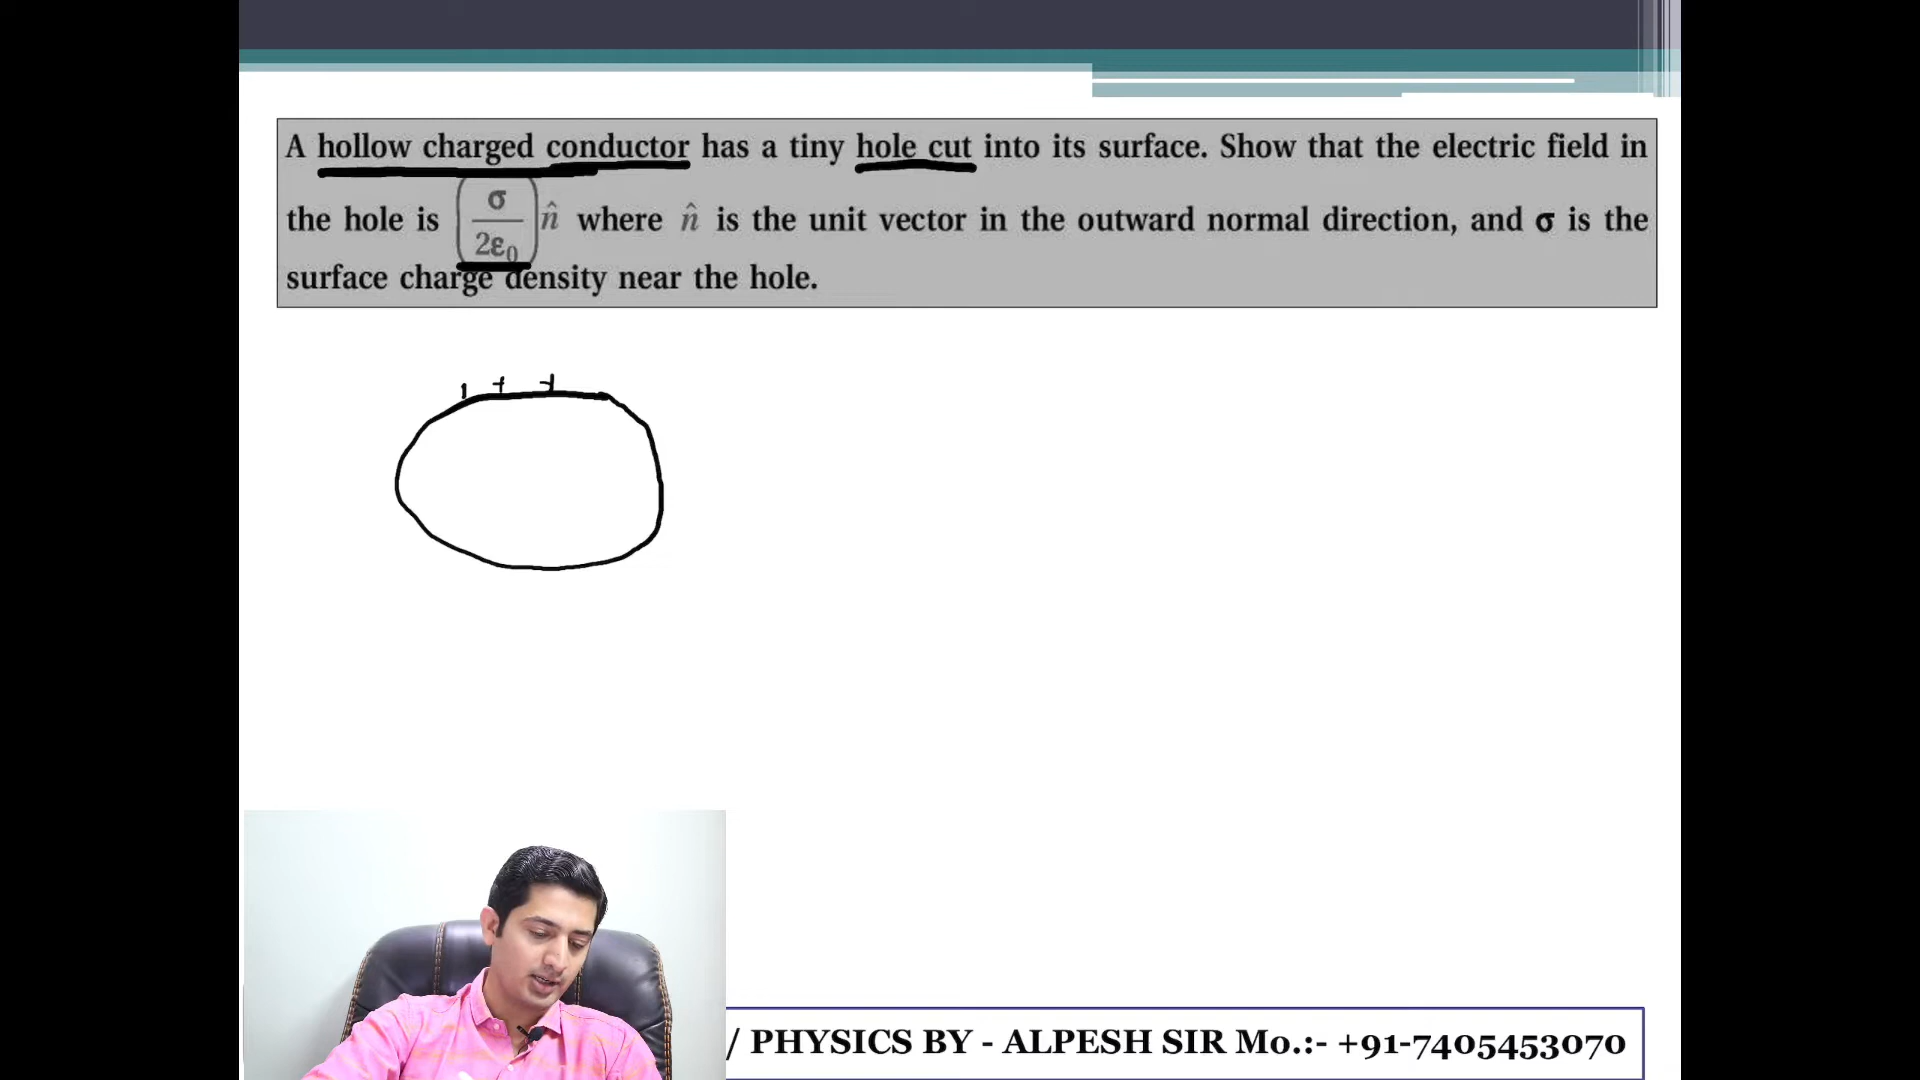 A hollow charged conductor has a tiny hole cut into its surface. Show that the electric field in
the hole is (σ/2ε₀) n̂ where n̂ is the unit vector in the outward normal direction, and σ is the
surface charge density near the hole.
+ +
/ PHYSICS BY - ALPESH SIR Mo.:- +91-7405453070